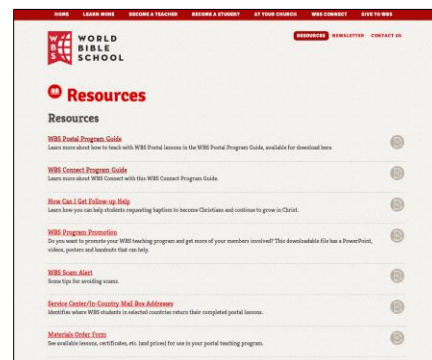 HOME LEARN MORE BECOME A TEACHER BECOME A STUDENT AT YOUR CHURCH WBS CONNECT GIVE TO WBS
WBS
WORLD
BIBLE
SCHOOL
RESOURCES NEWSLETTER CONTACT US
Resources
Resources
WBS Postal Program Guide
Learn more about how to teach with WBS Postal lessons in the WBS Postal Program Guide, available for download here.
WBS Connect Program Guide
Learn more about WBS Connect with this WBS Connect Program Guide.
How Can I Get Follow-up Help
Learn how you can help students requesting baptism to become Christians and continue to grow in Christ.
WBS Program Promotion
Do you want to promote your WBS teaching program and get more of your members involved? This downloadable file has a PowerPoint,
videos, posters and handouts that can help.
WBS Scam Alert
Some tips for avoiding scams.
Service Center/In-Country Mail Box Addresses
Identifies where WBS students in selected countries return their completed postal lessons.
Materials Order Form
See available lessons, certificates, etc. (and prices) for use in your postal teaching program.